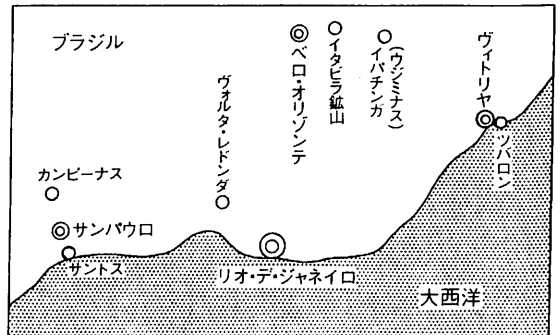 ブラジル
ベロ・オリゾンテ
イタビラ鉱山
イパチンガ
(ウジミナス)
ヴィトリヤ
ツバロン
ヴォルタ・レドンダ
カンピーナス
サンパウロ
サントス
リオ・デ・ジャネイロ
大西洋